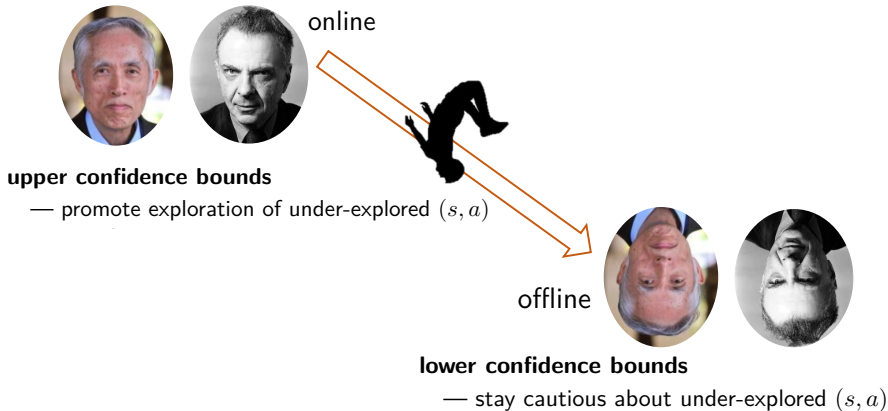 online
upper confidence bounds
— promote exploration of under-explored (s, a)
offline
lower confidence bounds
— stay cautious about under-explored (s, a)